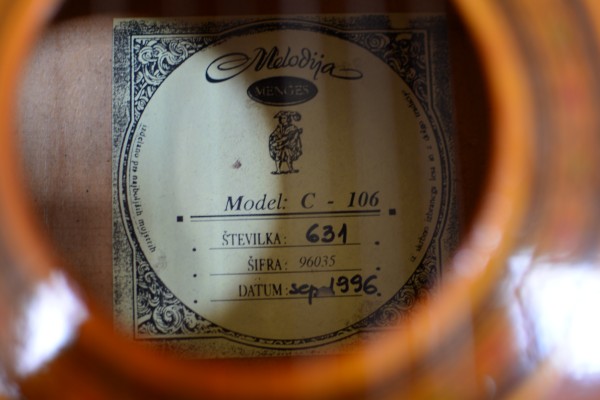 Melodija
MENGEŠ
Model: C - 106
ŠTEVILKA: 631
ŠIFRA: 96035
DATUM: sep 1996